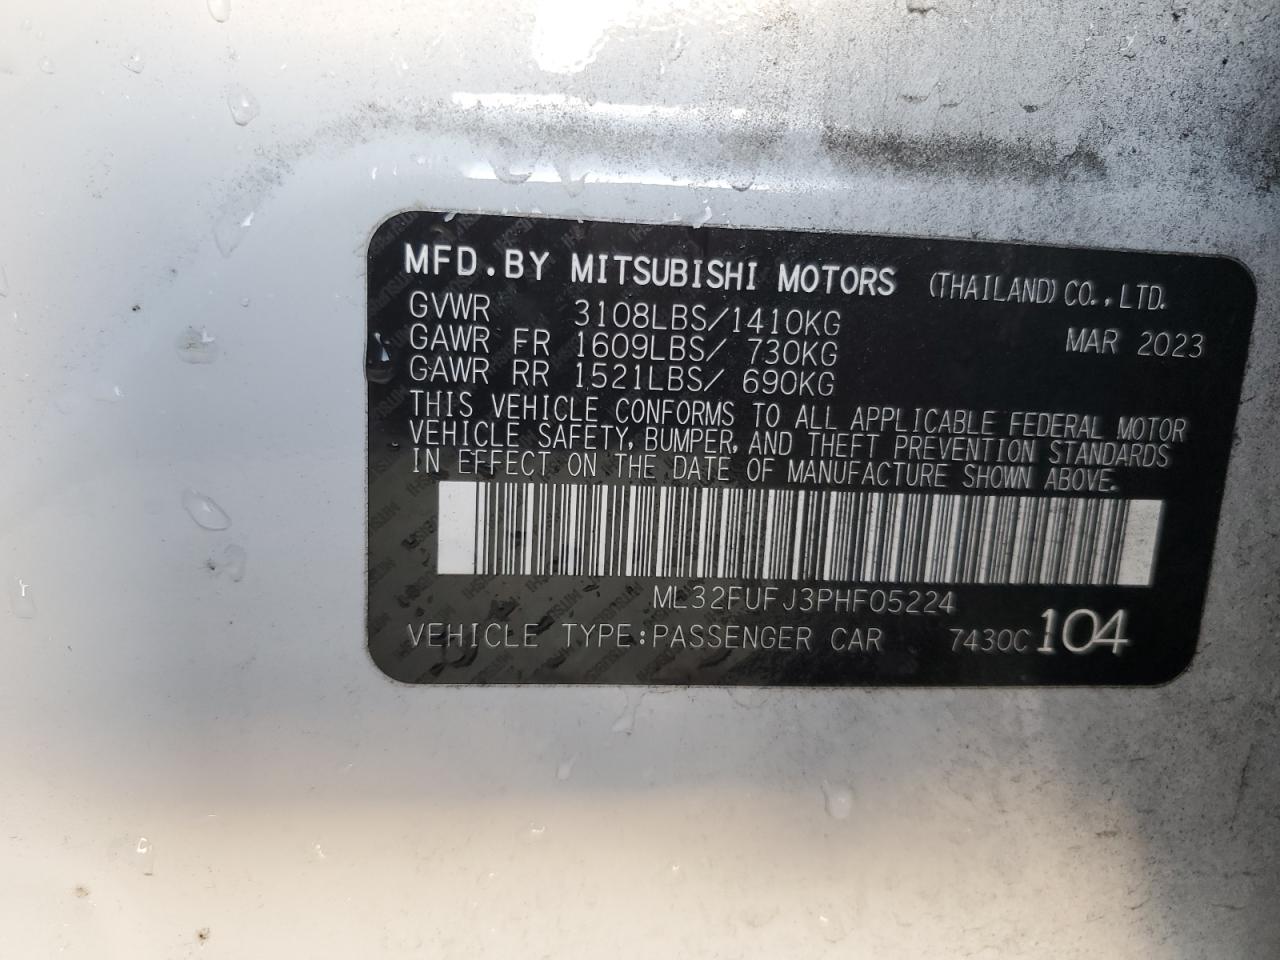 MFD.BY MITSUBISHI MOTORS (THAILAND) CO., LTD.
GVWR 3108LBS/1410KG MAR 2023
GAWR FR 1609LBS/ 730KG
GAWR RR 1521LBS/ 690KG
THIS VEHICLE CONFORMS TO ALL APPLICABLE FEDERAL MOTOR
VEHICLE SAFETY, BUMPER, AND THEFT PREVENTION STANDARDS
IN EFFECT ON THE DATE OF MANUFACTURE SHOWN ABOVE.
ML32FUFJ3PHF05224
VEHICLE TYPE:PASSENGER CAR 7430C 104